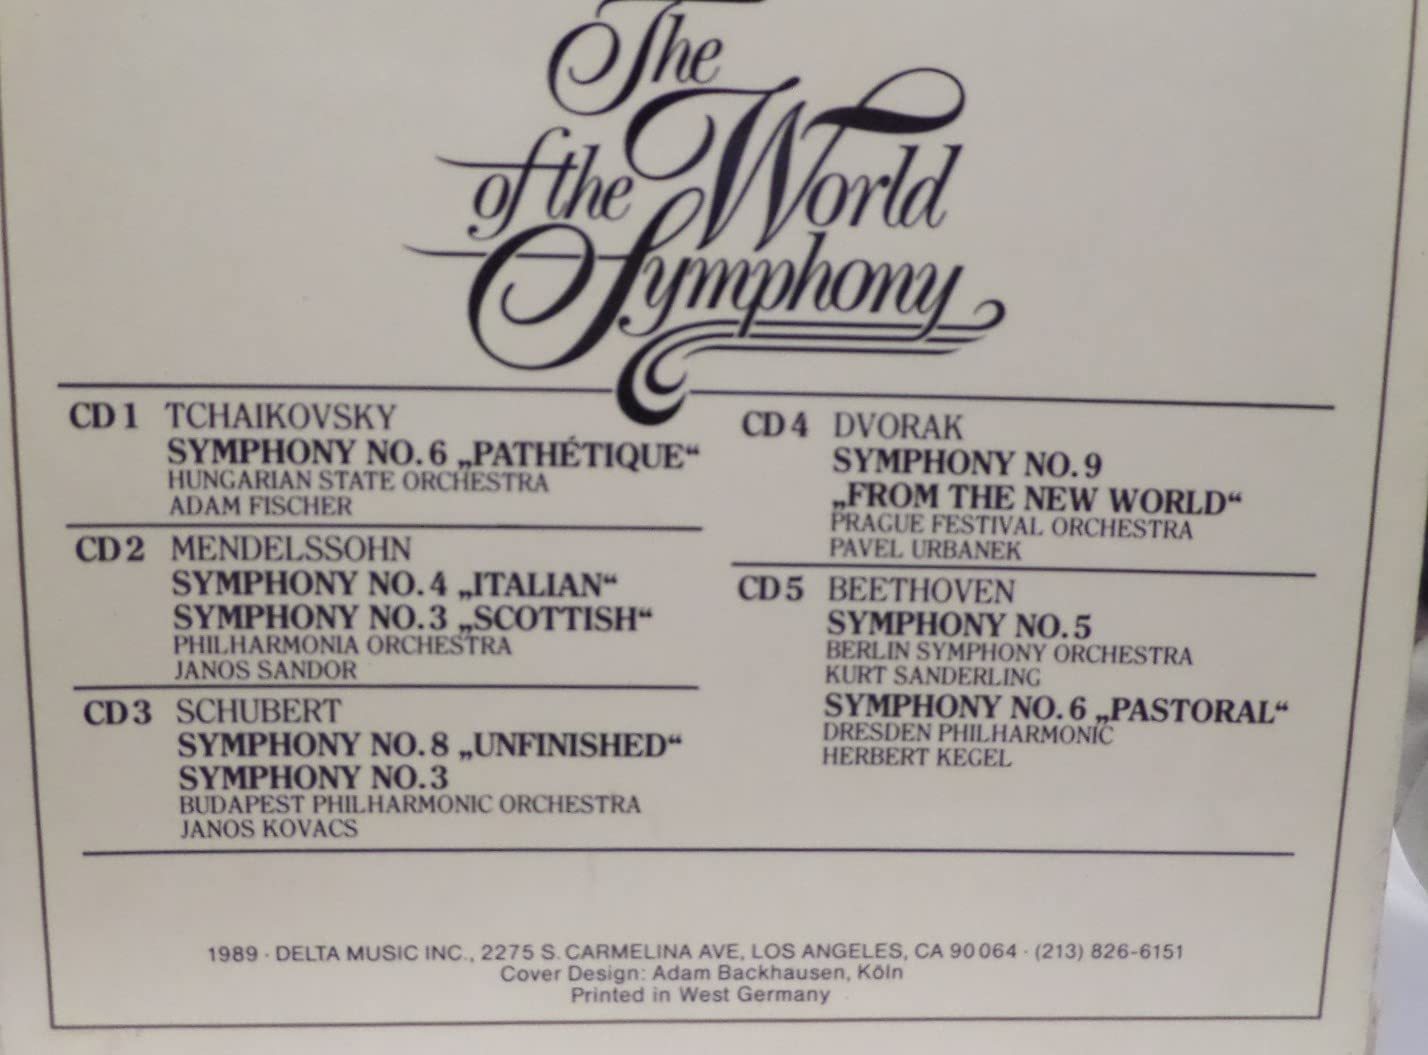 The World
of the
Symphony
CD 1 TCHAIKOVSKY
SYMPHONY NO. 6 „PATHÉTIQUE“
HUNGARIAN STATE ORCHESTRA
ADAM FISCHER
CD 2 MENDELSSOHN
SYMPHONY NO. 4 „ITALIAN“
SYMPHONY NO. 3 „SCOTTISH“
PHILHARMONIA ORCHESTRA
JANOS SANDOR
CD 3 SCHUBERT
SYMPHONY NO. 8 „UNFINISHED“
SYMPHONY NO. 3
BUDAPEST PHILHARMONIC ORCHESTRA
JANOS KOVACS
CD 4 DVORAK
SYMPHONY NO. 9
„FROM THE NEW WORLD“
PRAGUE FESTIVAL ORCHESTRA
PAVEL URBANEK
CD 5 BEETHOVEN
SYMPHONY NO. 5
BERLIN SYMPHONY ORCHESTRA
KURT SANDERLING
SYMPHONY NO. 6 „PASTORAL“
DRESDEN PHILHARMONIC
HERBERT KEGEL
1989 · DELTA MUSIC INC., 2275 S. CARMELINA AVE, LOS ANGELES, CA 90064 · (213) 826-6151
Cover Design: Adam Backhausen, Köln
Printed in West Germany